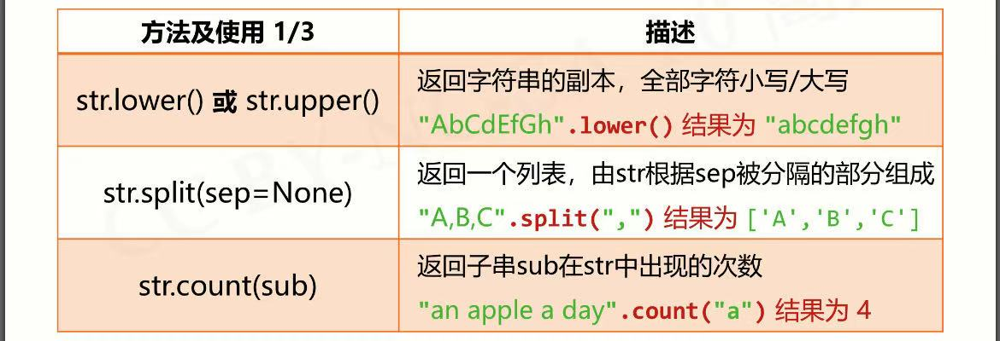 方法及使用 1/3
描述
str.lower() 或 str.upper()
返回字符串的副本，全部字符小写/大写
"AbCdEfGh".lower() 结果为 "abcdefgh"
str.split(sep=None)
返回一个列表，由str根据sep被分隔的部分组成
"A,B,C".split(",") 结果为 ['A','B','C']
str.count(sub)
返回子串sub在str中出现的次数
"an apple a day".count("a") 结果为 4